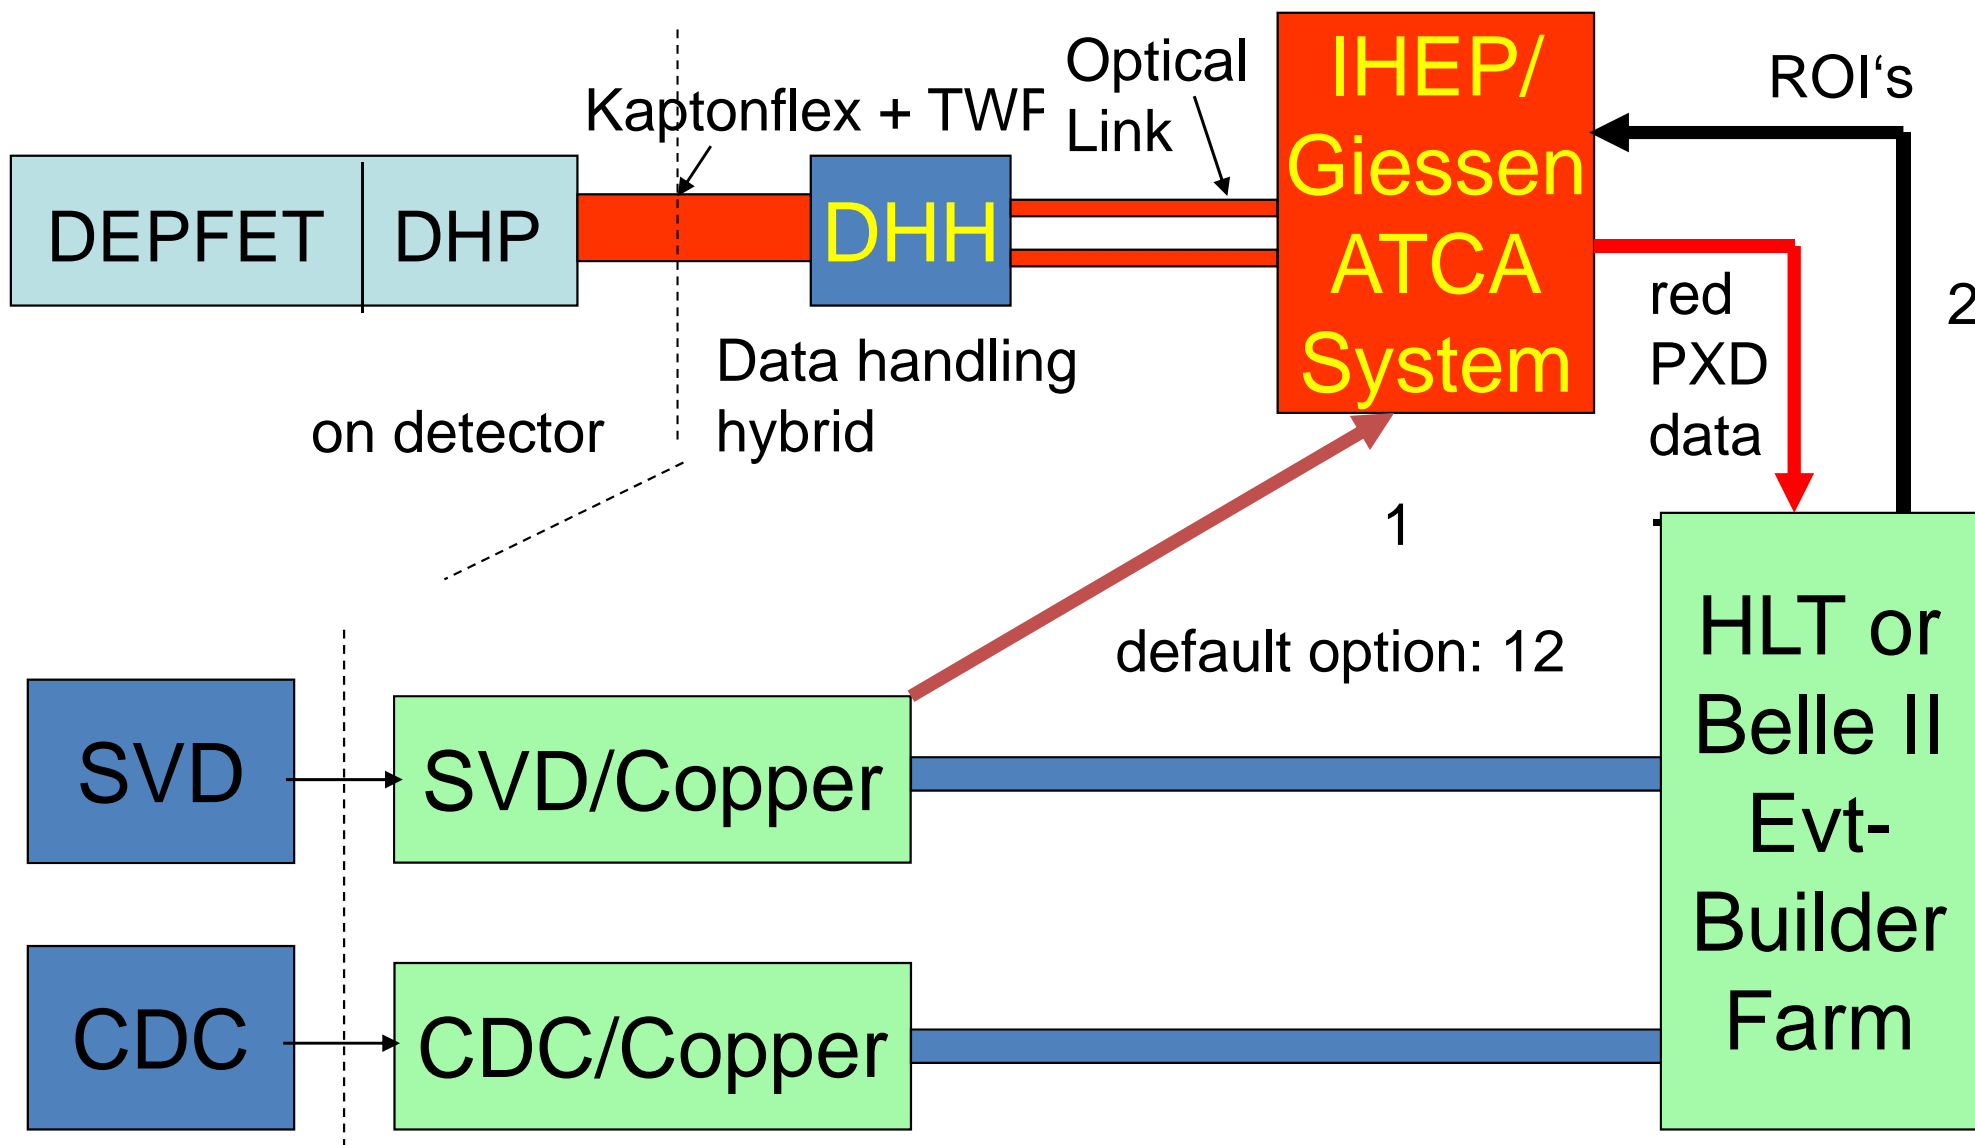 Kaptonflex + TWP
Optical
Link
IHEP/
Giessen
ATCA
System
ROI‘s
DEPFET
DHP
DHH
red
PXD
data
2
Data handling
hybrid
on detector
1
default option: 12
HLT or
Belle II
Evt-
Builder
Farm
SVD
SVD/Copper
CDC
CDC/Copper